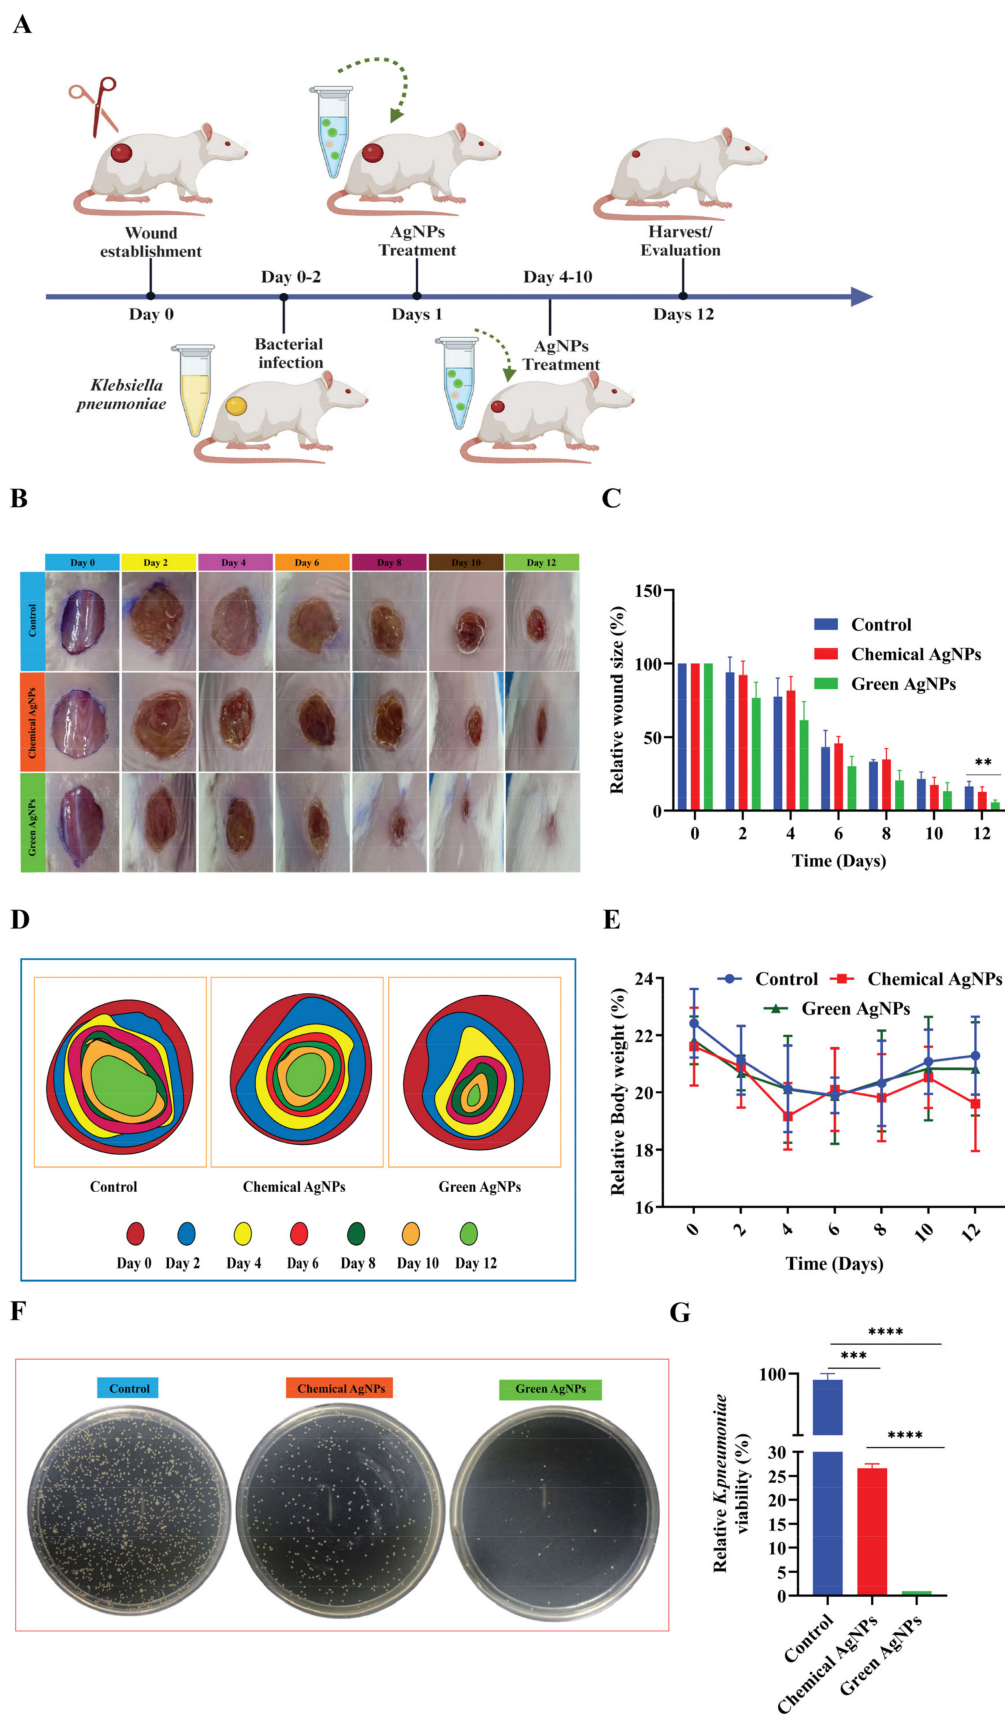 A
Wound
establishment
AgNPs
Treatment
Harvest/
Evaluation
Day 0-2
Day 4-10
Day 0
Days 1
Days 12
Bacterial
infection
AgNPs
Treatment
Klebsiella
pneumoniae
B
Day 0
Day 2
Day 4
Day 6
Day 8
Day 10
Day 12
Control
Chemical AgNPs
Green AgNPs
C
Relative wound size (%)
150
100
50
0
Control
Chemical AgNPs
Green AgNPs
**
0 2 4 6 8 10 12
Time (Days)
D
Control
Chemical AgNPs
Green AgNPs
Day 0
Day 2
Day 4
Day 6
Day 8
Day 10
Day 12
E
Relative Body weight (%)
24
22
20
18
16
Control
Chemical AgNPs
Green AgNPs
0 2 4 6 8 10 12
Time (Days)
F
Control
Chemical AgNPs
Green AgNPs
G
Relative K.pneumoniae
viability (%)
****
***
****
100
30
25
20
15
10
5
0
Control
Chemical AgNPs
Green AgNPs